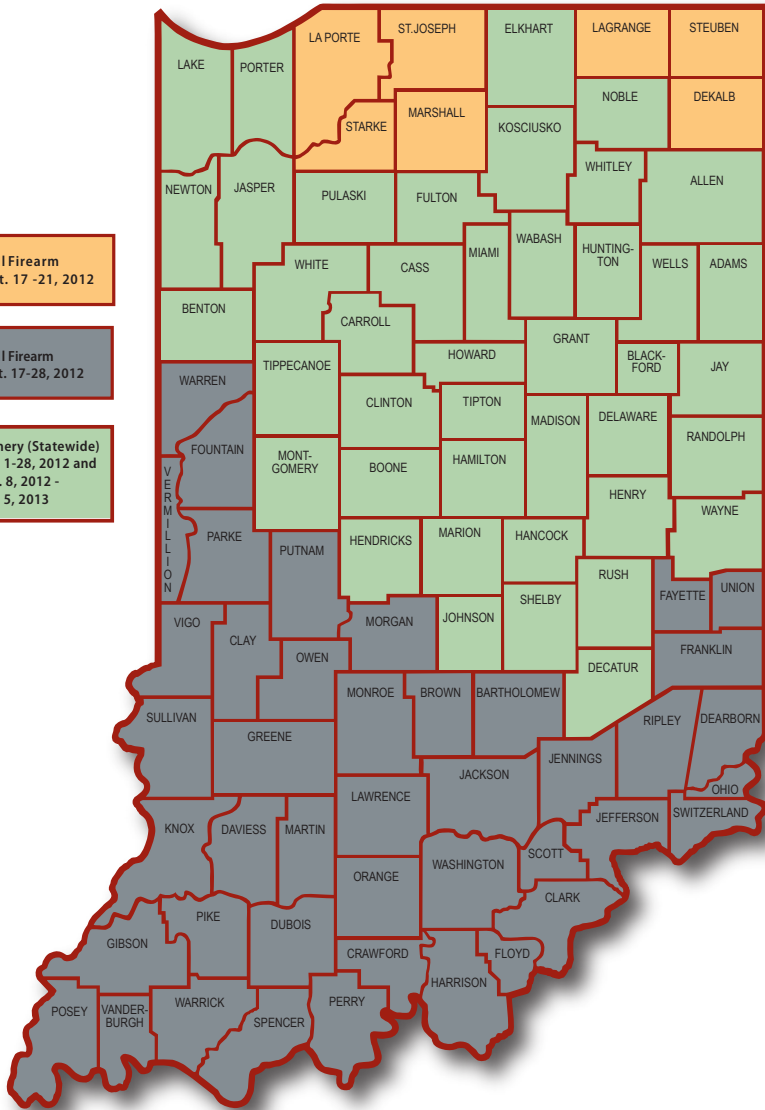 LAKE
PORTER
LA PORTE
ST.JOSEPH
ELKHART
LAGRANGE
STEUBEN
NOBLE
DEKALB
STARKE
MARSHALL
KOSCIUSKO
WHITLEY
ALLEN
NEWTON
JASPER
PULASKI
FULTON
WHITE
CASS
MIAMI
WABASH
HUNTING-
TON
WELLS
ADAMS
Firearm
17 -21, 2012
BENTON
CARROLL
HOWARD
GRANT
BLACK-
FORD
JAY
Firearm
17-28, 2012
WARREN
TIPPECANOE
CLINTON
TIPTON
MADISON
DELAWARE
RANDOLPH
(Statewide)
1-28, 2012 and
8, 2012 -
5, 2013
FOUNTAIN
MONT-
GOMERY
BOONE
HAMILTON
HENRY
WAYNE
VERMILLION
PARKE
PUTNAM
HENDRICKS
MARION
HANCOCK
RUSH
FAYETTE
UNION
VIGO
CLAY
OWEN
MORGAN
JOHNSON
SHELBY
DECATUR
FRANKLIN
SULLIVAN
GREENE
MONROE
BROWN
BARTHOLOMEW
RIPLEY
DEARBORN
JENNINGS
JACKSON
LAWRENCE
OHIO
SWITZERLAND
JEFFERSON
KNOX
DAVIESS
MARTIN
ORANGE
WASHINGTON
SCOTT
CLARK
GIBSON
PIKE
DUBOIS
CRAWFORD
HARRISON
FLOYD
POSEY
VANDER-
BURGH
WARRICK
SPENCER
PERRY